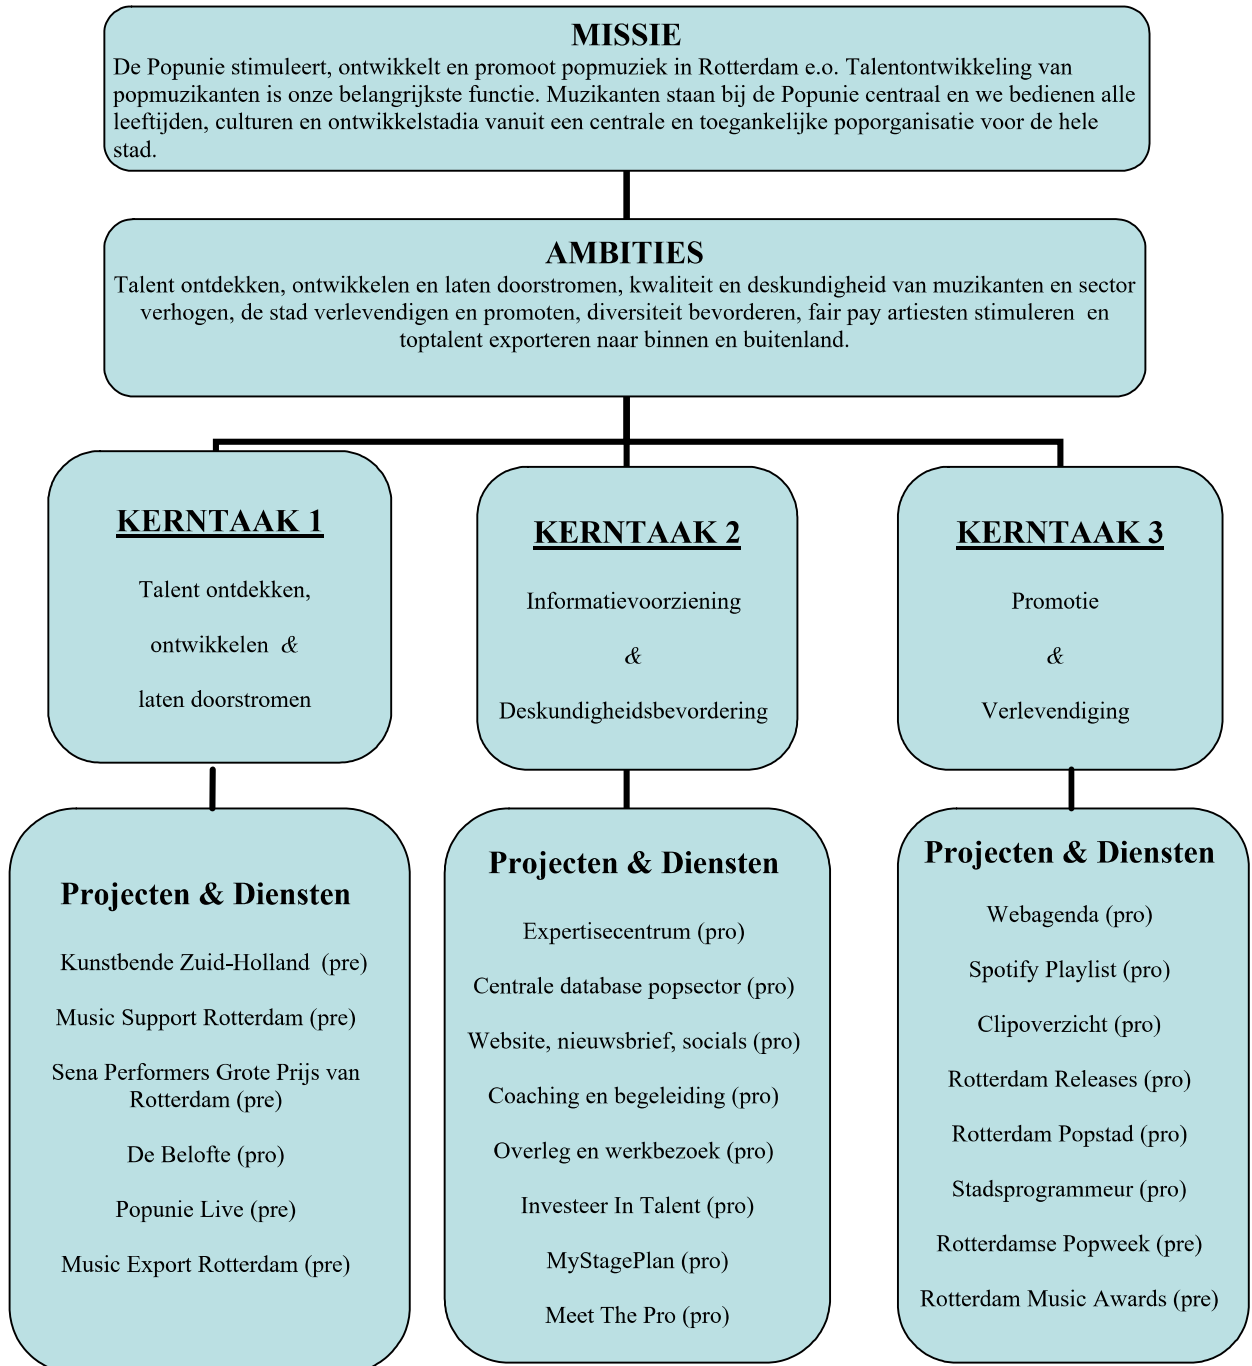 MISSIE
De Popunie stimuleert, ontwikkelt en promoot popmuziek in Rotterdam e.o. Talentontwikkeling van
popmuzikanten is onze belangrijkste functie. Muzikanten staan bij de Popunie centraal en we bedienen alle
leeftijden, culturen en ontwikkelstadia vanuit een centrale en toegankelijke poporganisatie voor de hele
stad.
AMBITIES
Talent ontdekken, ontwikkelen en laten doorstromen, kwaliteit en deskundigheid van muzikanten en sector
verhogen, de stad verlevendigen en promoten, diversiteit bevorderen, fair pay artiesten stimuleren en
toptalent exporteren naar binnen en buitenland.
KERNTAAK 1
Talent ontdekken,
ontwikkelen &
laten doorstromen
KERNTAAK 2
Informatievoorziening
&
Deskundigheidsbevordering
KERNTAAK 3
Promotie
&
Verlevendiging
Projecten & Diensten
Kunstbende Zuid-Holland (pre)
Music Support Rotterdam (pre)
Sena Performers Grote Prijs van
Rotterdam (pre)
De Belofte (pro)
Popunie Live (pre)
Music Export Rotterdam (pre)
Projecten & Diensten
Expertisecentrum (pro)
Centrale database popsector (pro)
Website, nieuwsbrief, socials (pro)
Coaching en begeleiding (pro)
Overleg en werkbezoek (pro)
Investeer In Talent (pro)
MyStagePlan (pro)
Meet The Pro (pro)
Projecten & Diensten
Webagenda (pro)
Spotify Playlist (pro)
Clipoverzicht (pro)
Rotterdam Releases (pro)
Rotterdam Popstad (pro)
Stadsprogrammeur (pro)
Rotterdamse Popweek (pre)
Rotterdam Music Awards (pre)